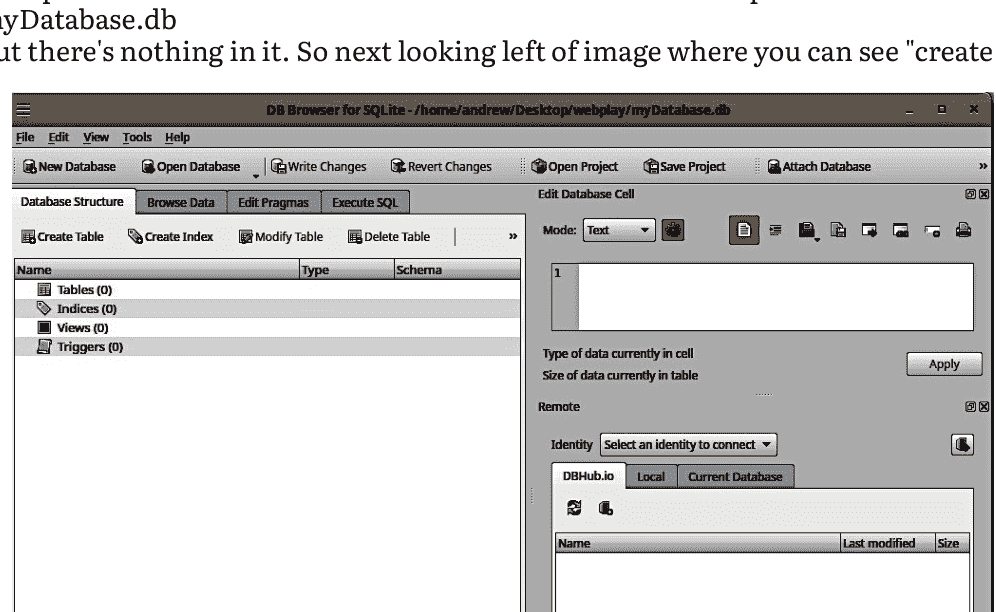 myDatabase.db
but there's nothing in it. So next looking left of image where you can see "create
DB Browser for SQLite - /home/andrew/Desktop/webplay/myDatabase.db
File Edit View Tools Help
New Database Open Database Write Changes Revert Changes Open Project Save Project Attach Database »
Database Structure Browse Data Edit Pragmas Execute SQL
Edit Database Cell
Create Table Create Index Modify Table Delete Table »
Mode: Text
Name Type Schema
Tables (0)
Indices (0)
Views (0)
Triggers (0)
1
Type of data currently in cell
Size of data currently in table
Apply
Remote
Identity Select an identity to connect
DBHub.io Local Current Database
Name Last modified Size